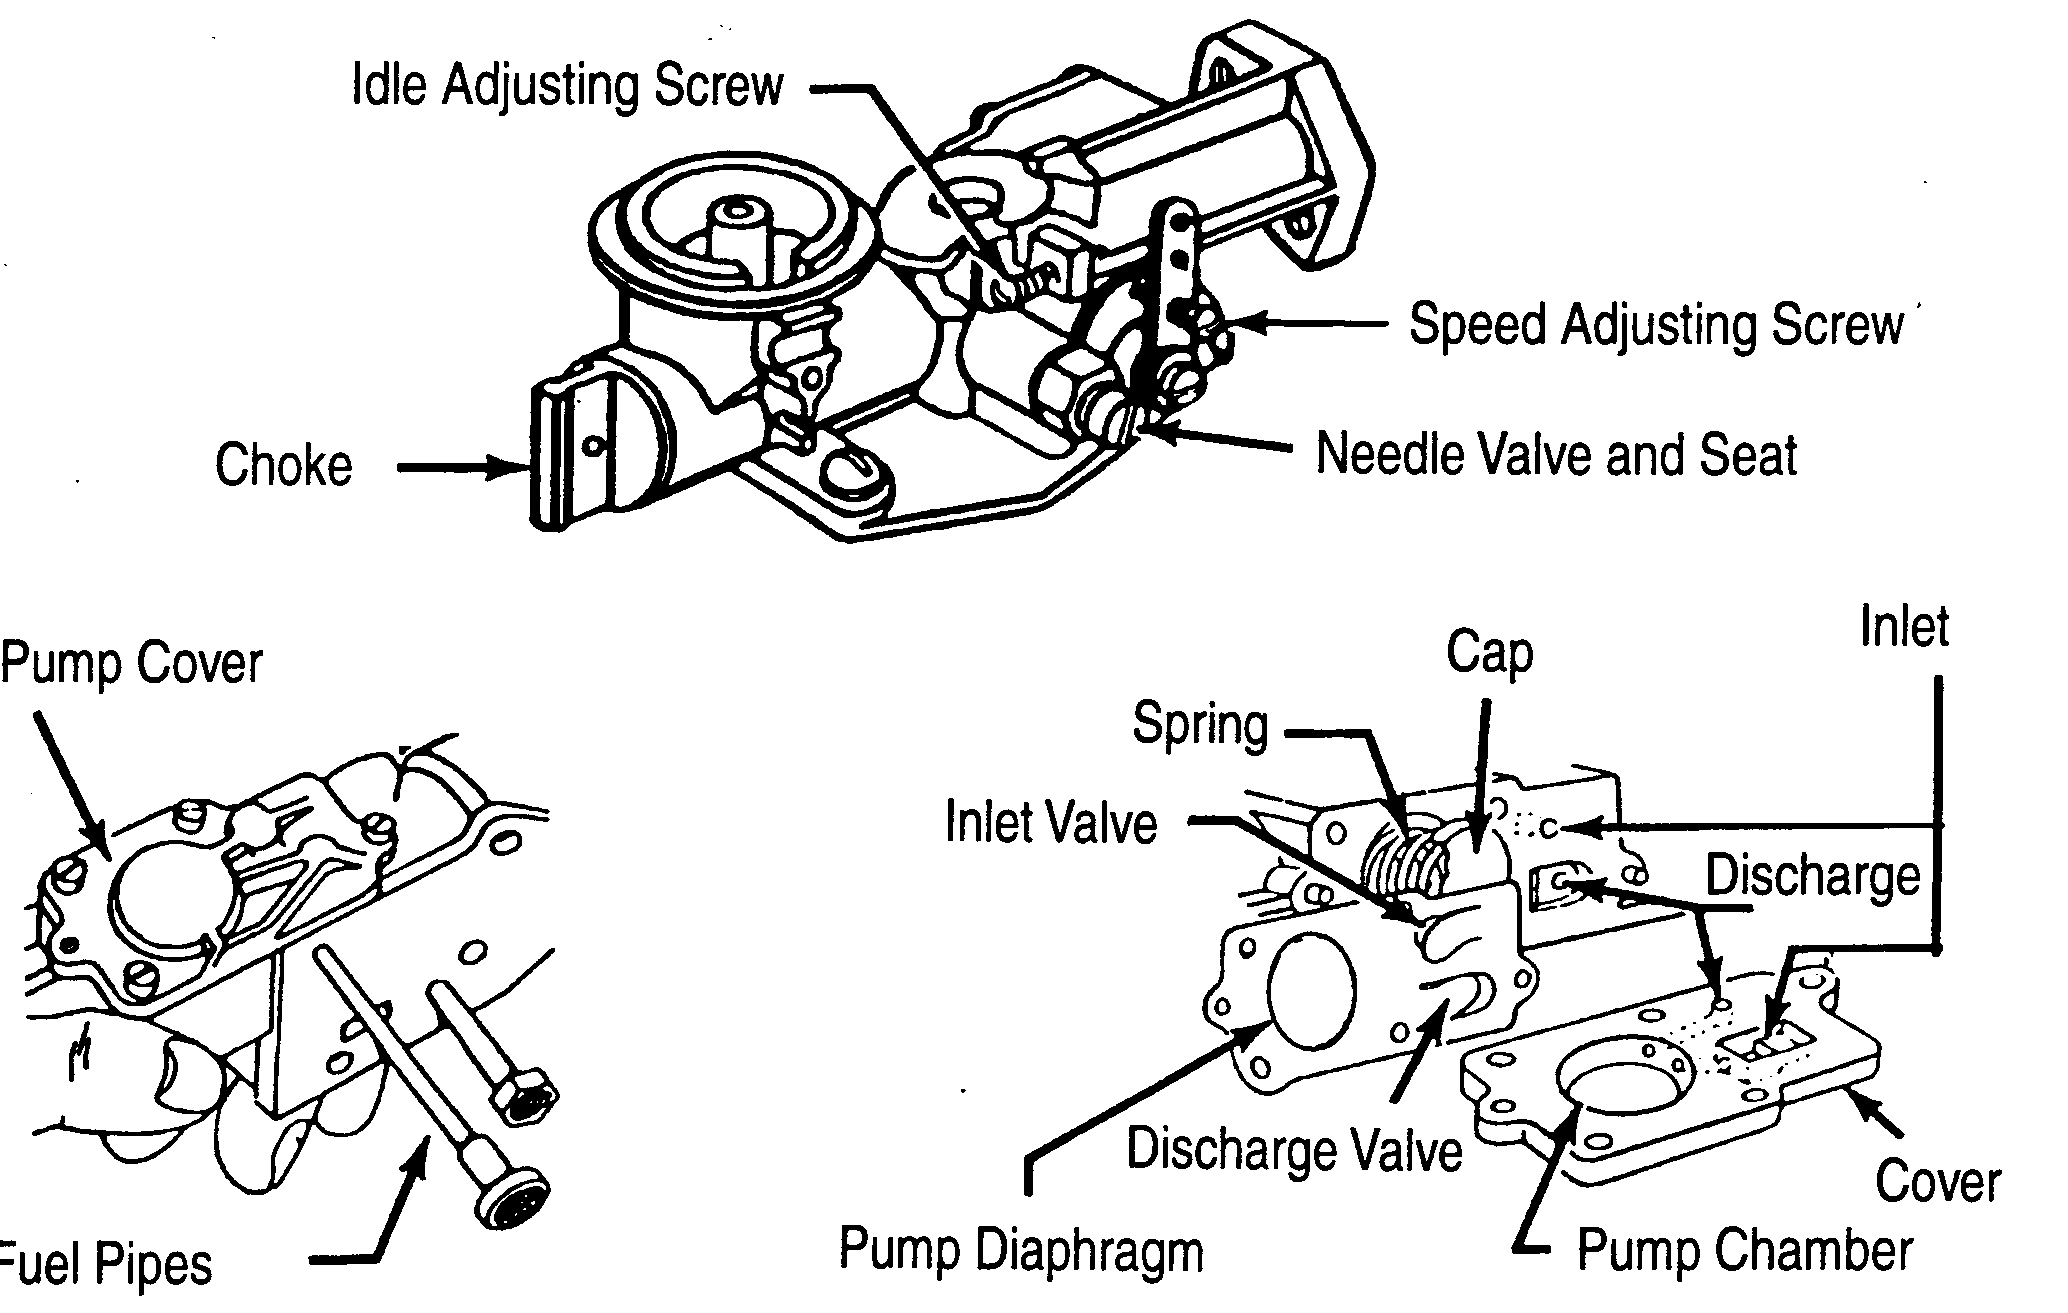 Idle Adjusting Screw
Speed Adjusting Screw
Choke
Needle Valve and Seat
Pump Cover
Fuel Pipes
Inlet
Cap
Spring
Inlet Valve
Discharge
Discharge Valve
Cover
Pump Diaphragm
Pump Chamber